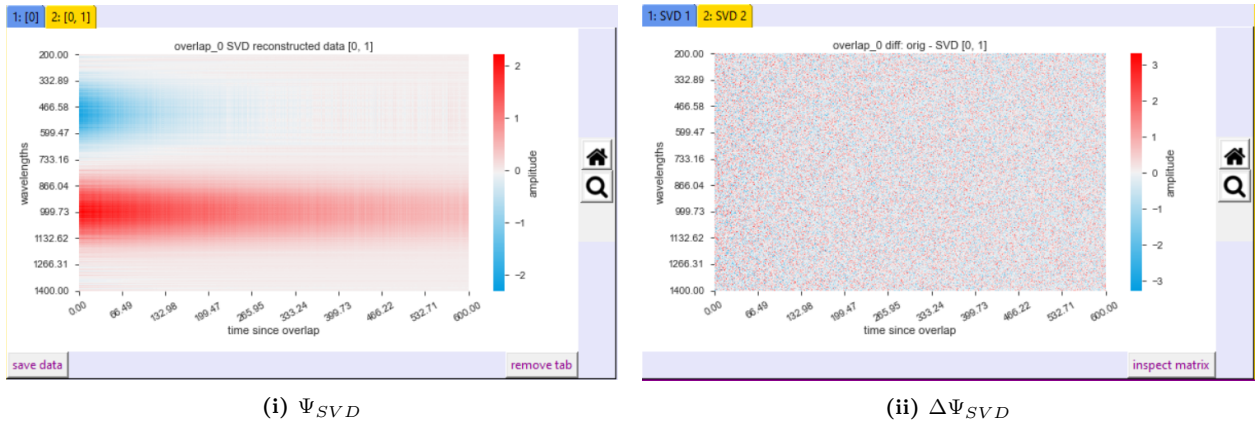 1: [0] 2: [0, 1]
overlap_0 SVD reconstructed data [0, 1]
200.00
332.89
466.58
599.47
733.16
866.04
999.73
1132.62
1266.31
1400.00
wavelengths
0.00 66.49 132.98 199.47 265.95 333.24 399.73 466.22 532.71 600.00
time since overlap
2
1
0
−1
−2
amplitude
save data remove tab
(i) ΨSVD
1: SVD 1 2: SVD 2
overlap_0 diff: orig - SVD [0, 1]
200.00
332.89
466.58
599.47
733.16
866.04
999.73
1132.62
1266.31
1400.00
wavelengths
0.00 66.49 132.98 199.47 265.95 333.24 399.73 466.22 532.71 600.00
time since overlap
3
2
1
0
−1
−2
−3
amplitude
inspect matrix
(ii) ΔΨSVD